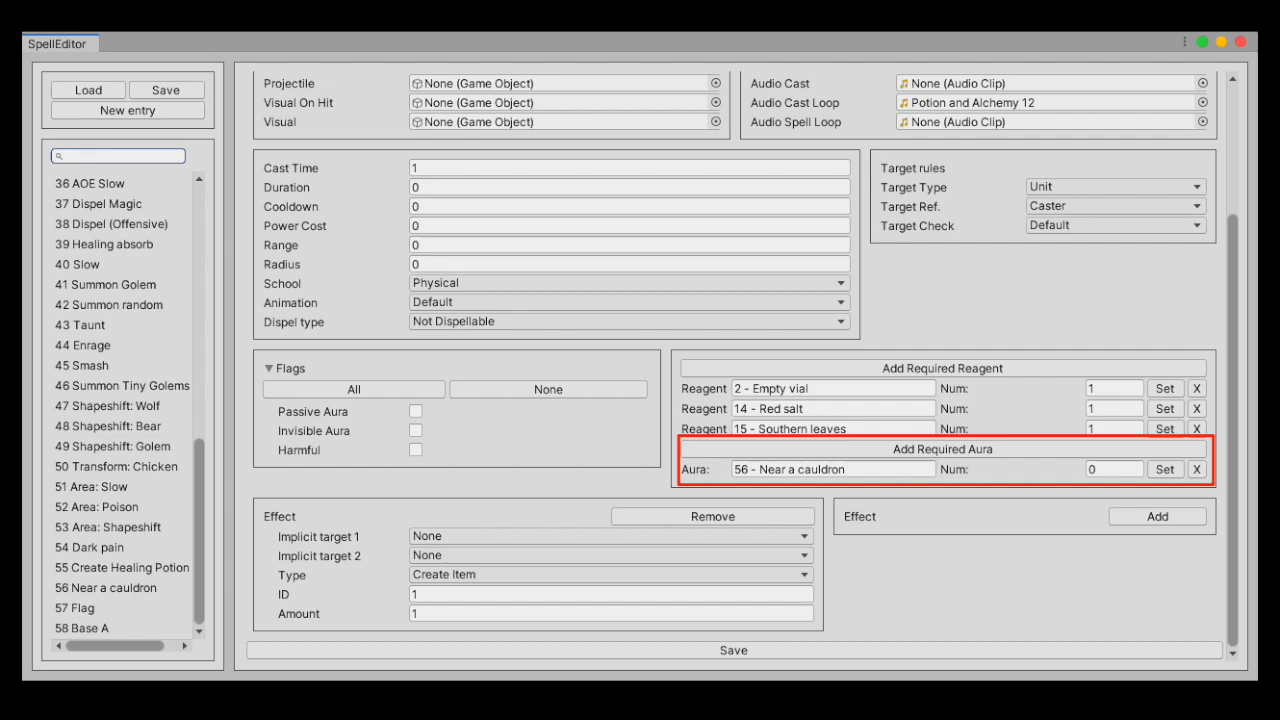 SpellEditor
Load
Save
New entry
36 AOE Slow
37 Dispel Magic
38 Dispel (Offensive)
39 Healing absorb
40 Slow
41 Summon Golem
42 Summon random
43 Taunt
44 Enrage
45 Smash
46 Summon Tiny Golems
47 Shapeshift: Wolf
48 Shapeshift: Bear
49 Shapeshift: Golem
50 Transform: Chicken
51 Area: Slow
52 Area: Poison
53 Area: Shapeshift
54 Dark pain
55 Create Healing Potion
56 Near a cauldron
57 Flag
58 Base A
Projectile None (Game Object)
Visual On Hit None (Game Object)
Visual None (Game Object)
Audio Cast None (Audio Clip)
Audio Cast Loop Potion and Alchemy 12
Audio Spell Loop None (Audio Clip)
Cast Time 1
Duration 0
Cooldown 0
Power Cost 0
Range 0
Radius 0
School Physical
Animation Default
Dispel type Not Dispellable
Target rules
Target Type Unit
Target Ref. Caster
Target Check Default
Flags
All None
Passive Aura
Invisible Aura
Harmful
Add Required Reagent
Reagent 2 - Empty vial Num: 1 Set X
Reagent 14 - Red salt Num: 1 Set X
Reagent 15 - Southern leaves Num: 1 Set X
Add Required Aura
Aura: 56 - Near a cauldron Num: 0 Set X
Effect Remove
Implicit target 1 None
Implicit target 2 None
Type Create Item
ID 1
Amount 1
Effect Add
Save